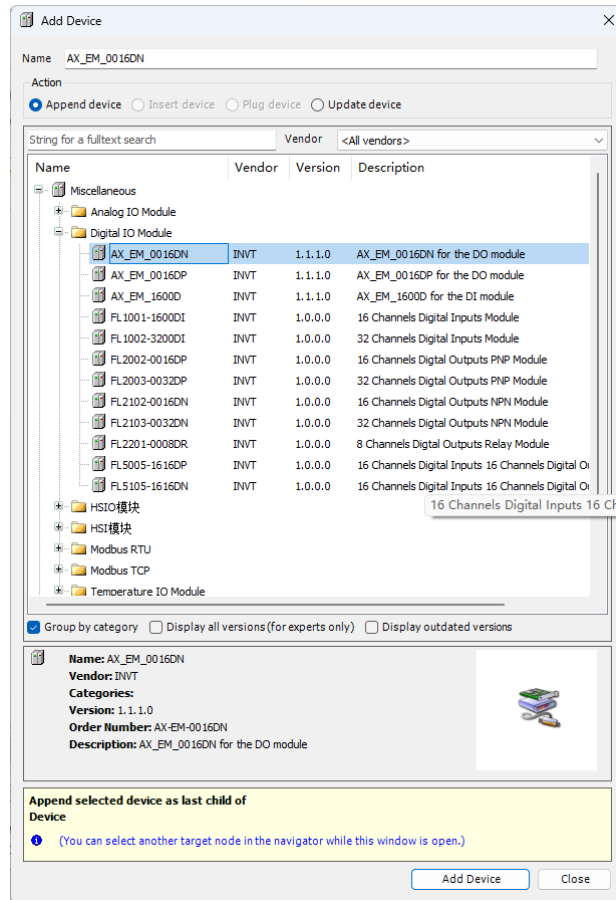 Add Device
Name AX_EM_0016DN
Action
Append device Insert device Plug device Update device
String for a fulltext search Vendor <All vendors>
Name Vendor Version Description
Miscellaneous
Analog IO Module
Digital IO Module
AX_EM_0016DN INVT 1.1.1.0 AX_EM_0016DN for the DO module
AX_EM_0016DP INVT 1.1.1.0 AX_EM_0016DP for the DO module
AX_EM_1600D INVT 1.1.1.0 AX_EM_1600D for the DI module
FL1001-1600DI INVT 1.0.0.0 16 Channels Digital Inputs Module
FL1002-3200DI INVT 1.0.0.0 32 Channels Digital Inputs Module
FL2002-0016DP INVT 1.0.0.0 16 Channels Digtal Outputs PNP Module
FL2003-0032DP INVT 1.0.0.0 32 Channels Digtal Outputs PNP Module
FL2102-0016DN INVT 1.0.0.0 16 Channels Digtal Outputs NPN Module
FL2103-0032DN INVT 1.0.0.0 32 Channels Digtal Outputs NPN Module
FL2201-0008DR INVT 1.0.0.0 8 Channels Digtal Outputs Relay Module
FL5005-1616DP INVT 1.0.0.0 16 Channels Digital Inputs 16 Channels Digital
FL5105-1616DN INVT 1.0.0.0 16 Channels Digital Inputs 16 Channels Digital
16 Channels Digital Inputs 16
HSIO模块
HSI模块
Modbus RTU
Modbus TCP
Temperature IO Module
Group by category Display all versions(for experts only) Display outdated versions
Name: AX_EM_0016DN
Vendor: INVT
Categories:
Version: 1.1.1.0
Order Number: AX-EM-0016DN
Description: AX_EM_0016DN for the DO module
Append selected device as last child of
Device
(You can select another target node in the navigator while this window is open.)
Add Device Close